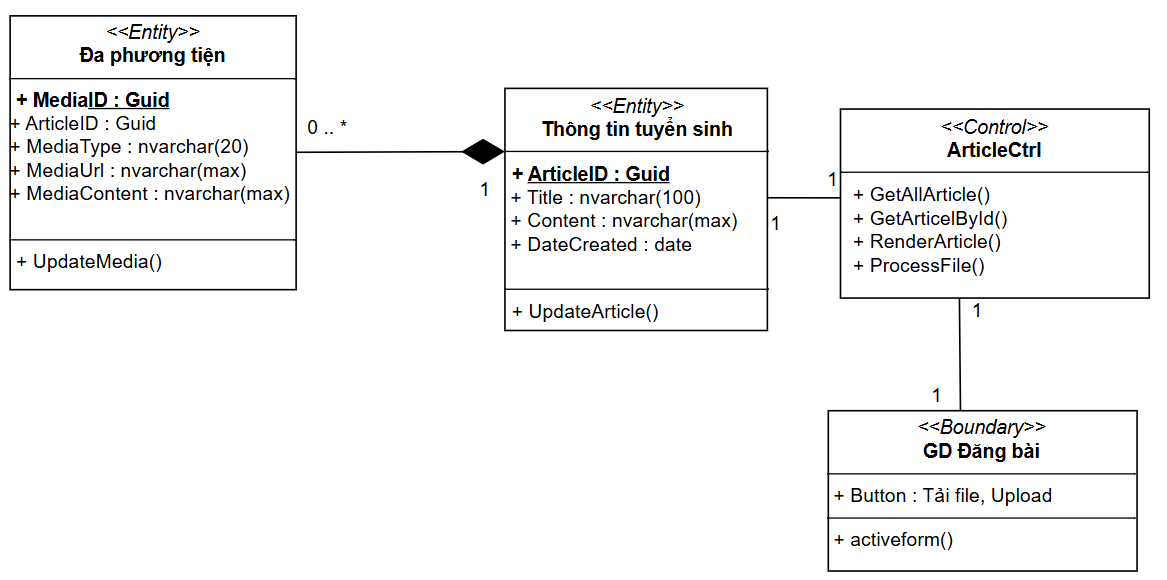 <<Entity>>
Đa phương tiện
+ MediaID : Guid
+ ArticleID : Guid
+ MediaType : nvarchar(20)
+ MediaUrl : nvarchar(max)
+ MediaContent : nvarchar(max)
+ UpdateMedia()
0 .. *
1
<<Entity>>
Thông tin tuyển sinh
+ ArticleID : Guid
+ Title : nvarchar(100)
+ Content : nvarchar(max)
+ DateCreated : date
+ UpdateArticle()
1
1
<<Control>>
ArticleCtrl
+ GetAllArticle()
+ GetArticelById()
+ RenderArticle()
+ ProcessFile()
1
1
<<Boundary>>
GD Đăng bài
+ Button : Tải file, Upload
+ activeform()